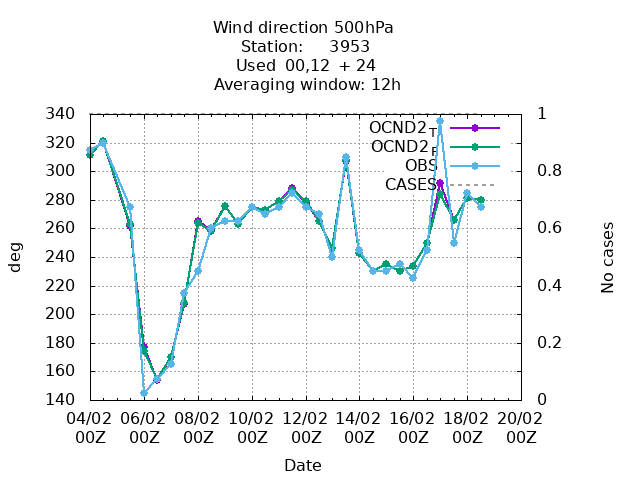 Wind direction 500hPa
Station: 3953
Used 00,12 + 24
Averaging window: 12h
340 1
OCND2_T
320
OCND2_F
300 OBS 0.8
CASES
280
260 0.6
240
220 0.4
200
180 0.2
160
140 0
deg
No cases
04/02 06/02 08/02 10/02 12/02 14/02 16/02 18/02 20/02
00Z 00Z 00Z 00Z 00Z 00Z 00Z 00Z 00Z
Date